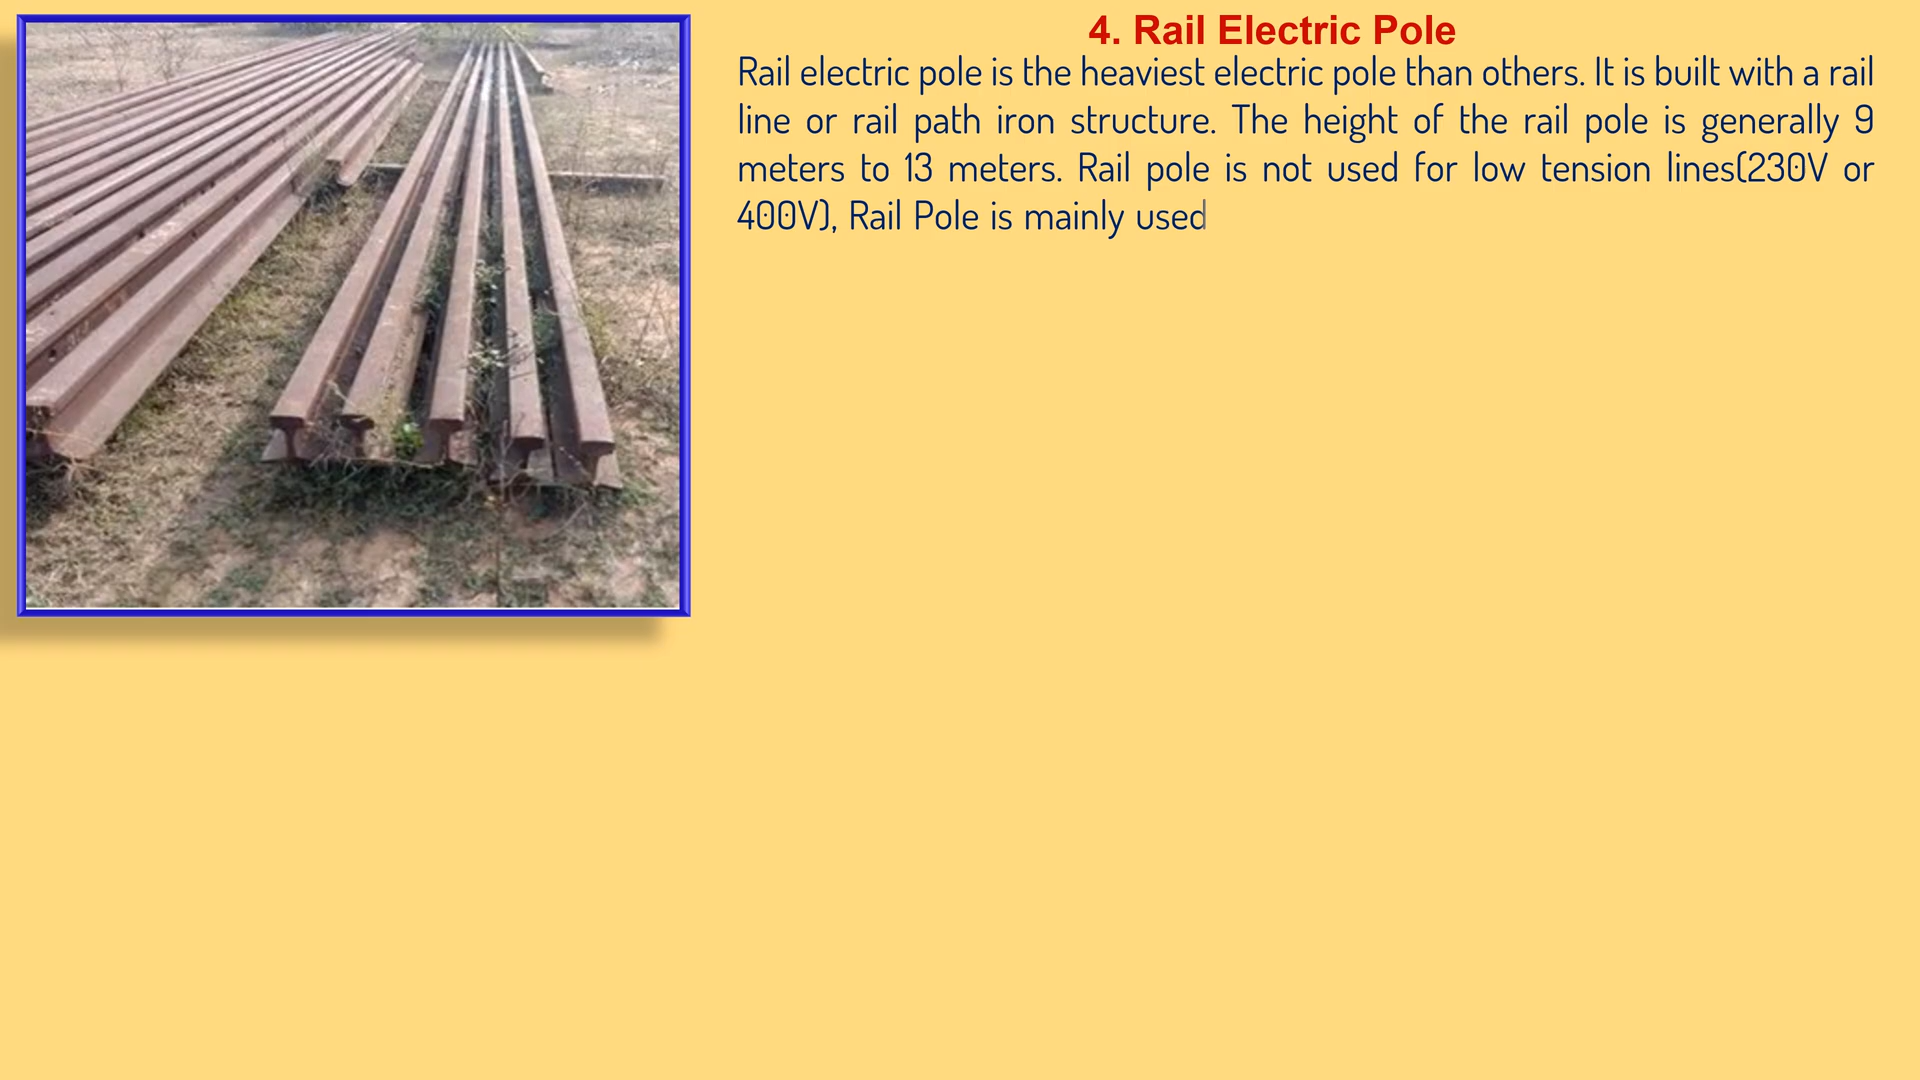 4. Rail Electric Pole
Rail electric pole is the heaviest electric pole than others. It is built with a rail
line or rail path iron structure. The height of the rail pole is generally 9
meters to 13 meters. Rail pole is not used for low tension lines(230V or
400V), Rail Pole is mainly used